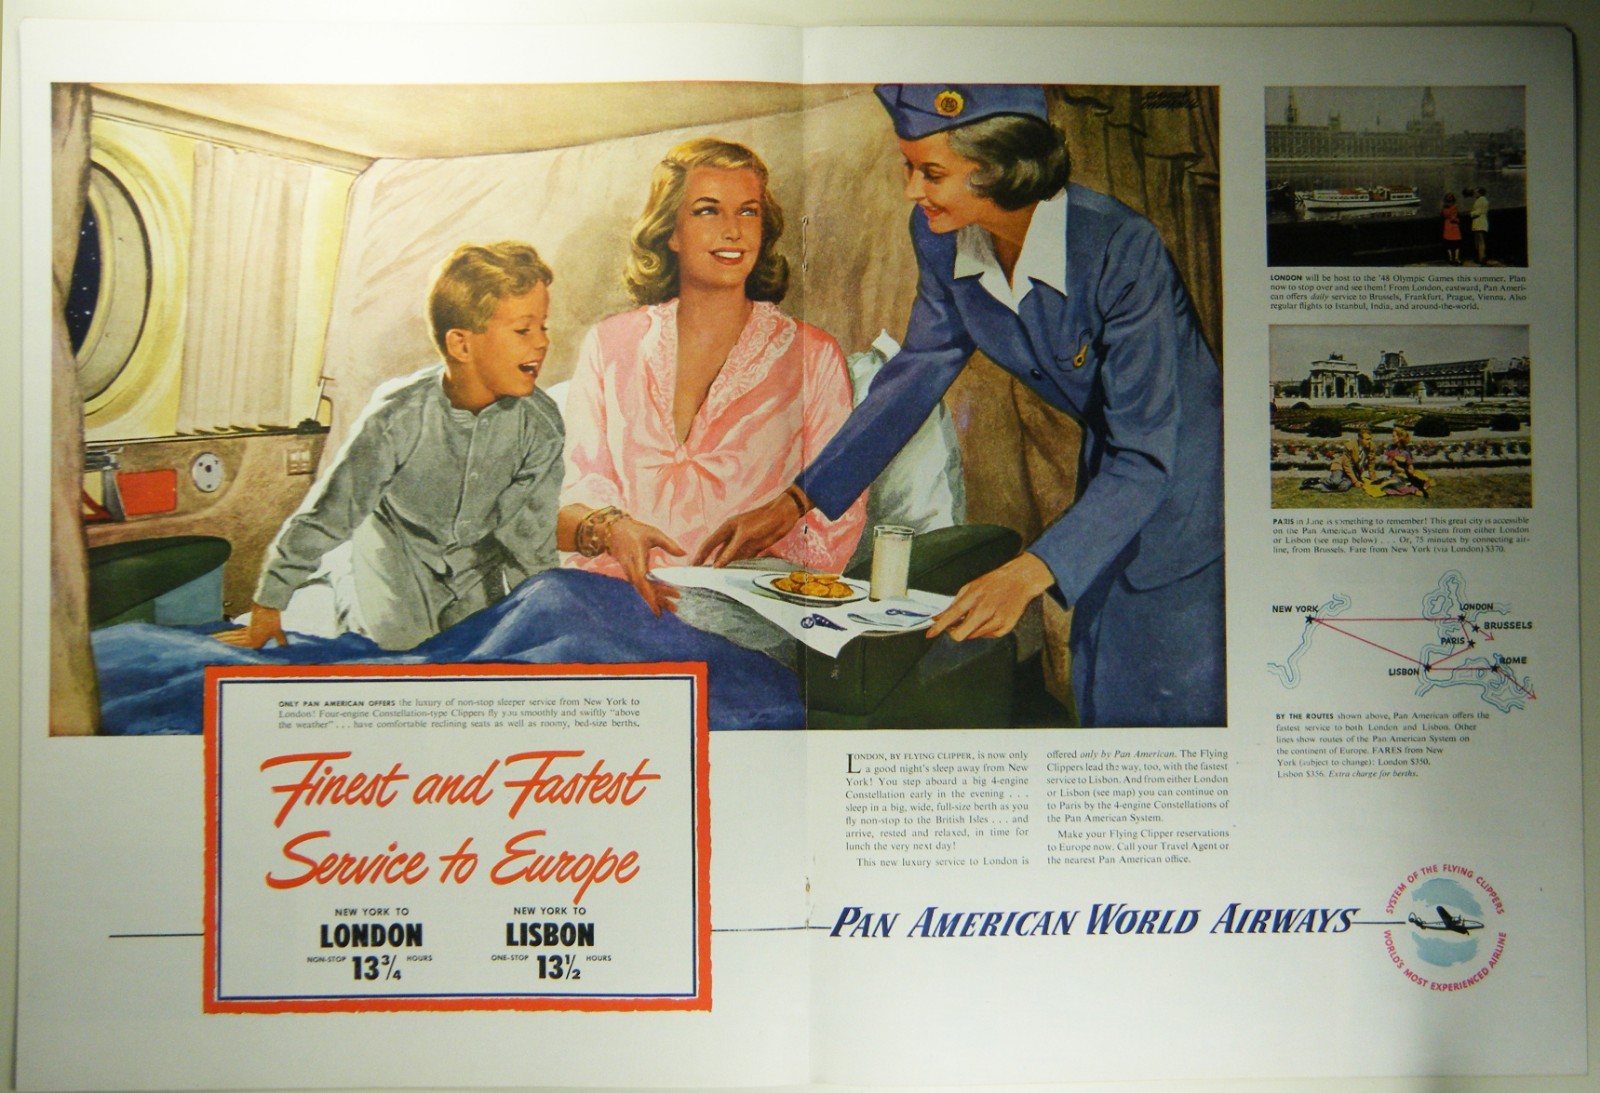 LONDON will be host to the '48 Olympic Games this summer. Plan
now to stop over and see them! From London, eastward, Pan Ameri-
can offers daily service to Brussels, Frankfurt, Prague, Vienna. Also
regular flights to Istanbul, India, and around-the-world.
PARIS in June is something to remember! This great city is accessible
on the Pan American World Airways System from either London
or Lisbon (see map below) . . . Or, 75 minutes by connecting air-
line, from Brussels. Fare from New York (via London) $370.
NEW YORK
LONDON
BRUSSELS
PARIS
LISBON
ROME
BY THE ROUTES shown above, Pan American offers the
fastest service to both London and Lisbon. Other
lines show routes of the Pan American System on
the continent of Europe. FARES from New
York (subject to change): London $350,
Lisbon $356. Extra charge for berths.
ONLY PAN AMERICAN OFFERS the luxury of non-stop sleeper service from New York to
London! Four-engine Constellation-type Clippers fly you smoothly and swiftly "above
the weather" . . . have comfortable reclining seats as well as roomy, bed-size berths.
Finest and Fastest
Service to Europe
NEW YORK TO
LONDON
NON-STOP 13¾ HOURS
NEW YORK TO
LISBON
ONE-STOP 13½ HOURS
LONDON, BY FLYING CLIPPER, is now only
a good night's sleep away from New
York! You step aboard a big 4-engine
Constellation early in the evening . . .
sleep in a big, wide, full-size berth as you
fly non-stop to the British Isles . . . and
arrive, rested and relaxed, in time for
lunch the very next day!
This new luxury service to London is
offered only by Pan American. The Flying
Clippers lead the way, too, with the fastest
service to Lisbon. And from either London
or Lisbon (see map) you can continue on
to Paris by the 4-engine Constellations of
the Pan American System.
Make your Flying Clipper reservations
to Europe now. Call your Travel Agent or
the nearest Pan American office.
PAN AMERICAN WORLD AIRWAYS
SYSTEM OF THE FLYING CLIPPERS
WORLD'S MOST EXPERIENCED AIRLINE